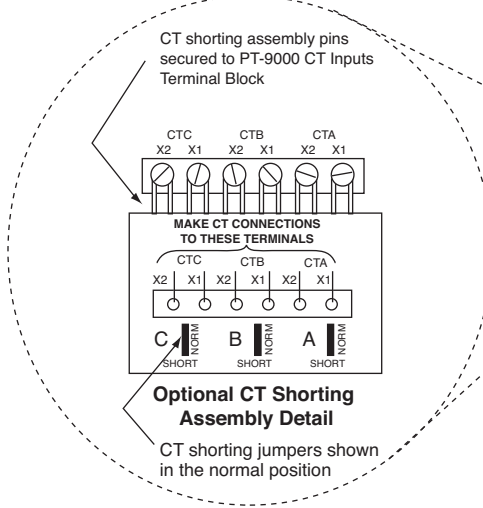 CT shorting assembly pins
secured to PT-9000 CT Inputs
Terminal Block
CTC CTB CTA
X2 X1 X2 X1 X2 X1
MAKE CT CONNECTIONS
TO THESE TERMINALS
CTC CTB CTA
X2 X1 X2 X1 X2 X1
C NORM B NORM A NORM
SHORT SHORT SHORT
Optional CT Shorting
Assembly Detail
CT shorting jumpers shown
in the normal position